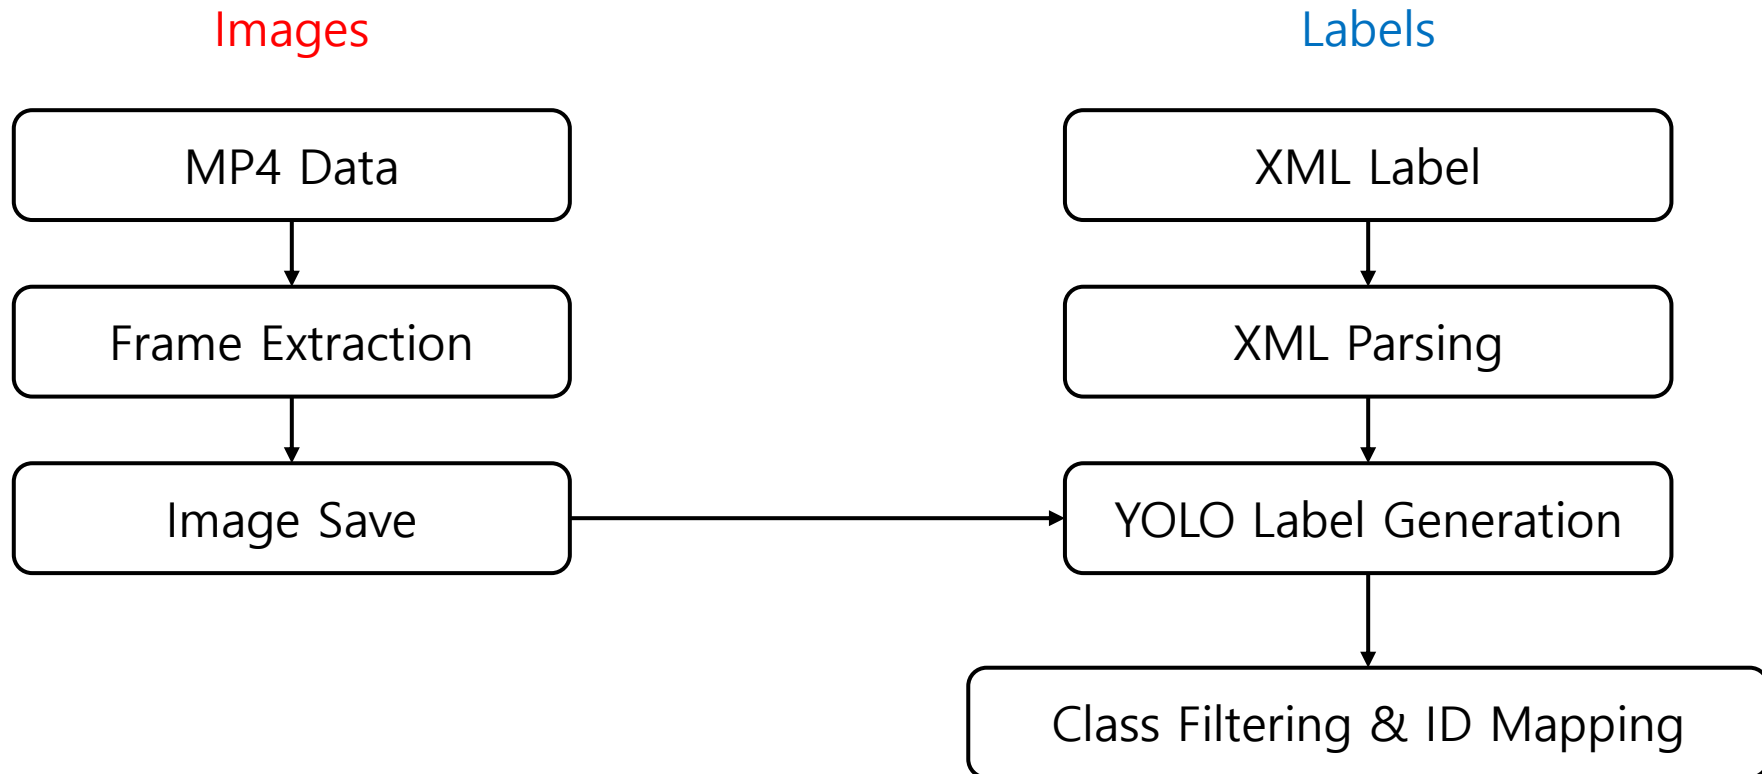 Images
Labels
MP4 Data
XML Label
Frame Extraction
XML Parsing
Image Save
YOLO Label Generation
Class Filtering & ID Mapping